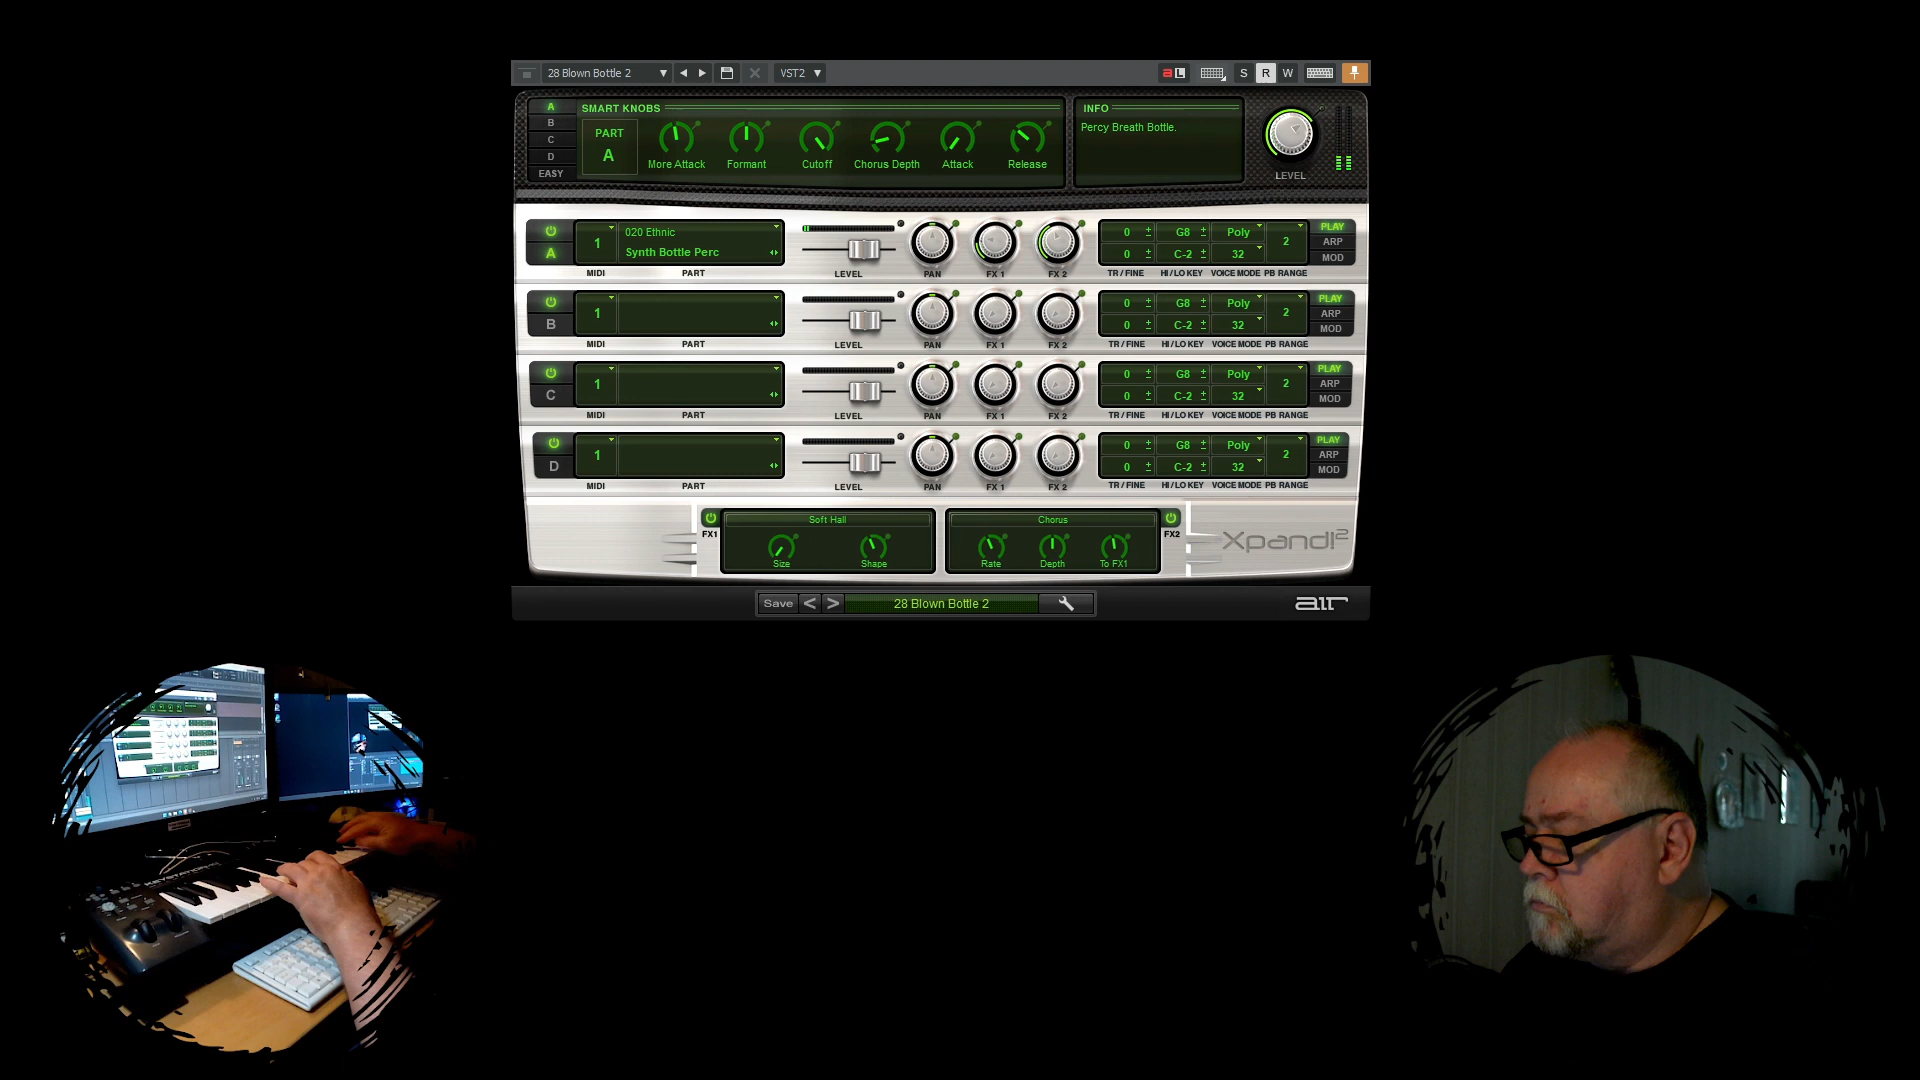 28 Blown Bottle 2
VST2
a L
S R W
A
B
C
D
EASY
SMART KNOBS
PART
A
More Attack
Formant
Cutoff
Chorus Depth
Attack
Release
INFO
Percy Breath Bottle.
LEVEL
A
1
020 Ethnic
Synth Bottle Perc
0 G8 Poly
0 C-2 32
2
PLAY
ARP
MOD
MIDI PART LEVEL PAN FX 1 FX 2 TR / FINE HI / LO KEY VOICE MODE PB RANGE
B
1
0 G8 Poly
0 C-2 32
2
PLAY
ARP
MOD
MIDI PART LEVEL PAN FX 1 FX 2 TR / FINE HI / LO KEY VOICE MODE PB RANGE
C
1
0 G8 Poly
0 C-2 32
2
PLAY
ARP
MOD
MIDI PART LEVEL PAN FX 1 FX 2 TR / FINE HI / LO KEY VOICE MODE PB RANGE
D
1
0 G8 Poly
0 C-2 32
2
PLAY
ARP
MOD
MIDI PART LEVEL PAN FX 1 FX 2 TR / FINE HI / LO KEY VOICE MODE PB RANGE
FX1
Soft Hall
Size Shape
Chorus
Rate Depth To FX1
FX2
Xpand!2
Save < > 28 Blown Bottle 2
air